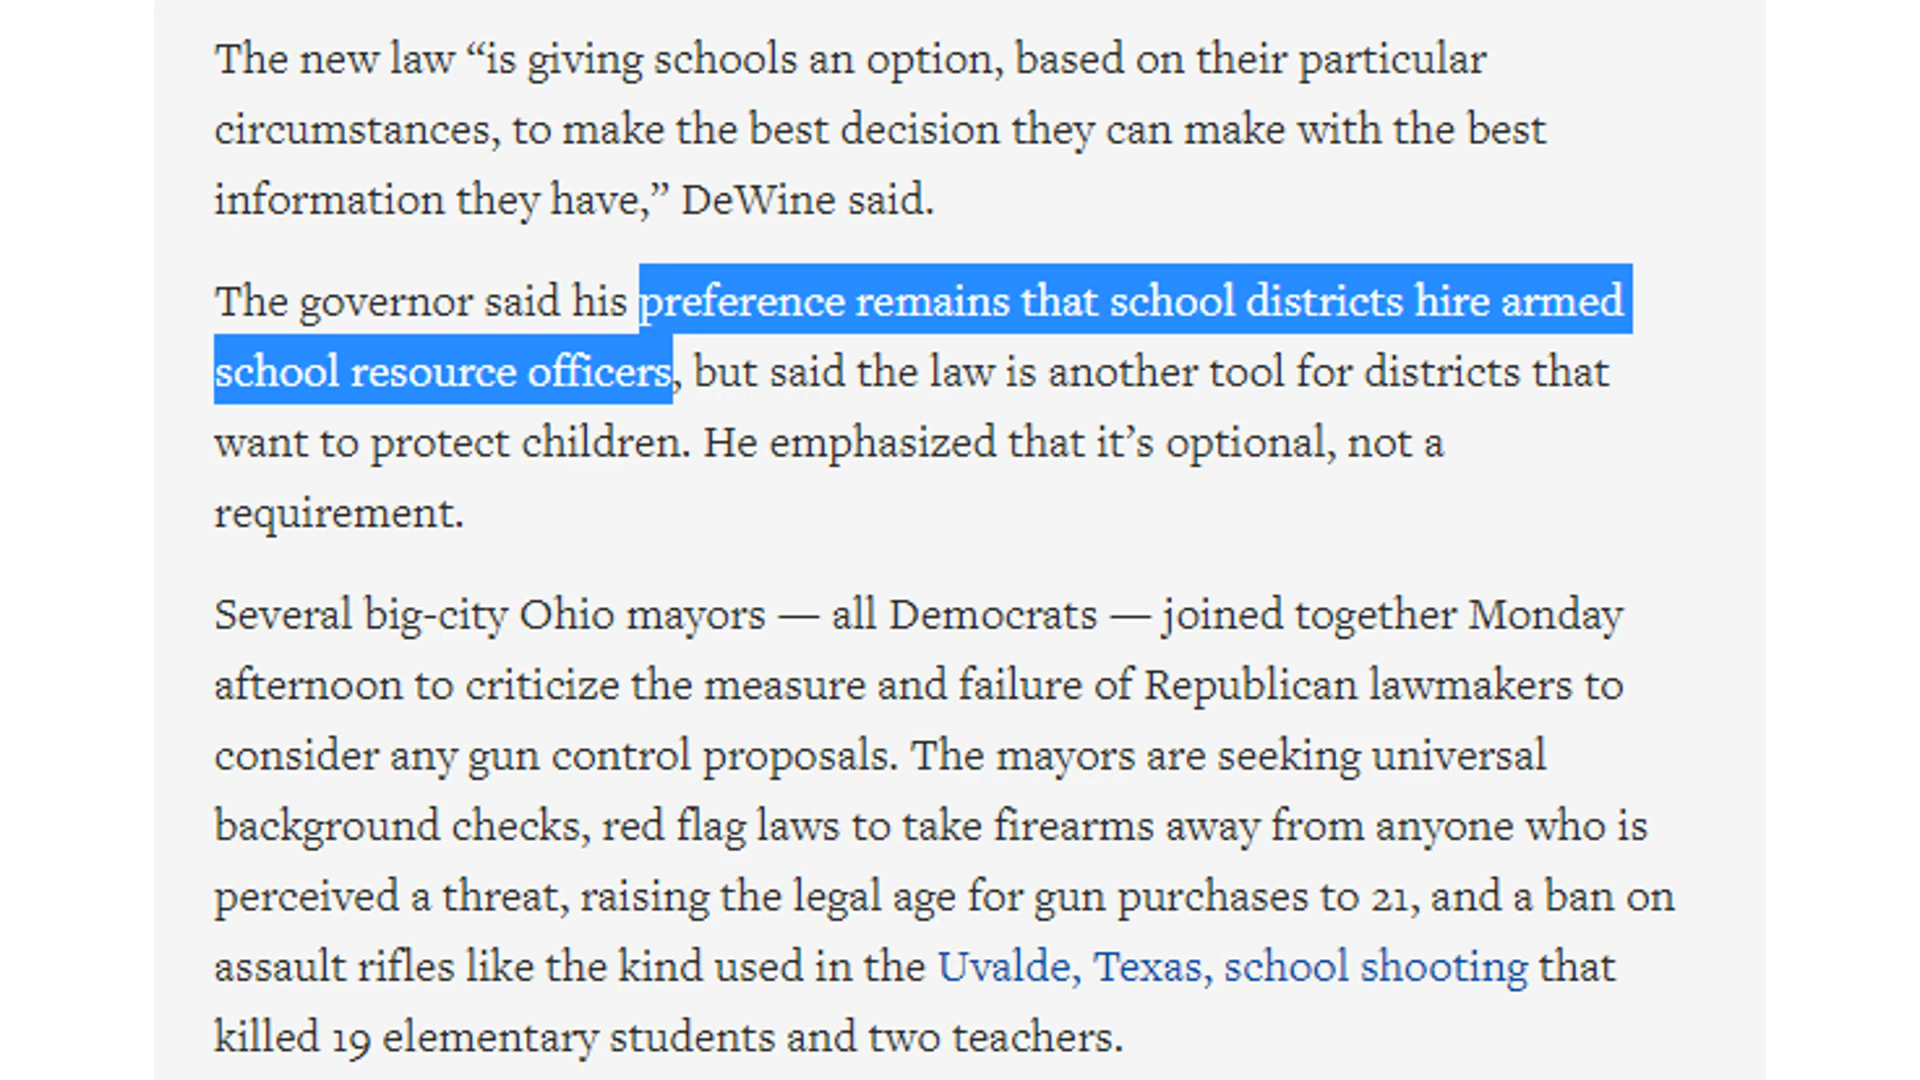 The new law “is giving schools an option, based on their particular
circumstances, to make the best decision they can make with the best
information they have,” DeWine said.
The governor said his preference remains that school districts hire armed
school resource officers, but said the law is another tool for districts that
want to protect children. He emphasized that it’s optional, not a
requirement.
Several big-city Ohio mayors — all Democrats — joined together Monday
afternoon to criticize the measure and failure of Republican lawmakers to
consider any gun control proposals. The mayors are seeking universal
background checks, red flag laws to take firearms away from anyone who is
perceived a threat, raising the legal age for gun purchases to 21, and a ban on
assault rifles like the kind used in the Uvalde, Texas, school shooting that
killed 19 elementary students and two teachers.